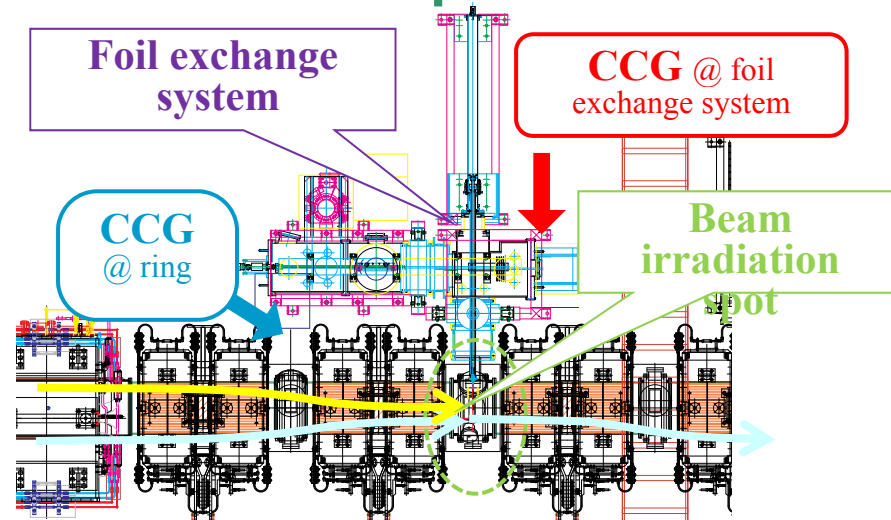 Foil exchange
system
CCG @ foil
exchange system
CCG
@ ring
Beam
irradiation
spot